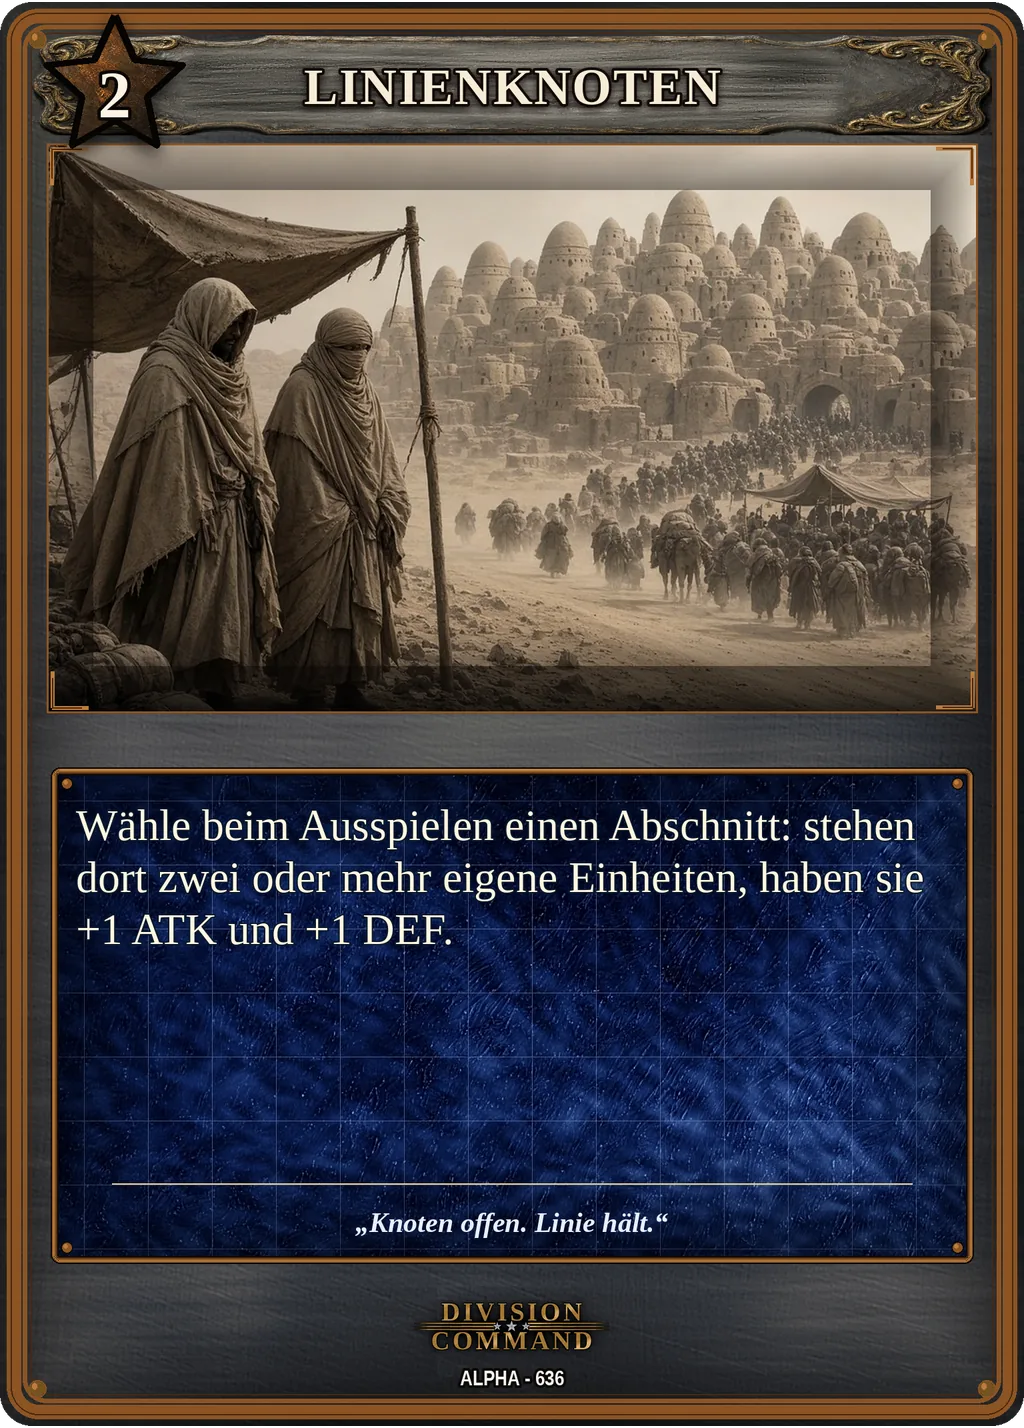 2
LINIENKNOTEN
Wähle beim Ausspielen einen Abschnitt: stehen
dort zwei oder mehr eigene Einheiten, haben sie
+1 ATK und +1 DEF.
„Knoten offen. Linie hält.“
DIVISION
COMMAND
ALPHA - 636